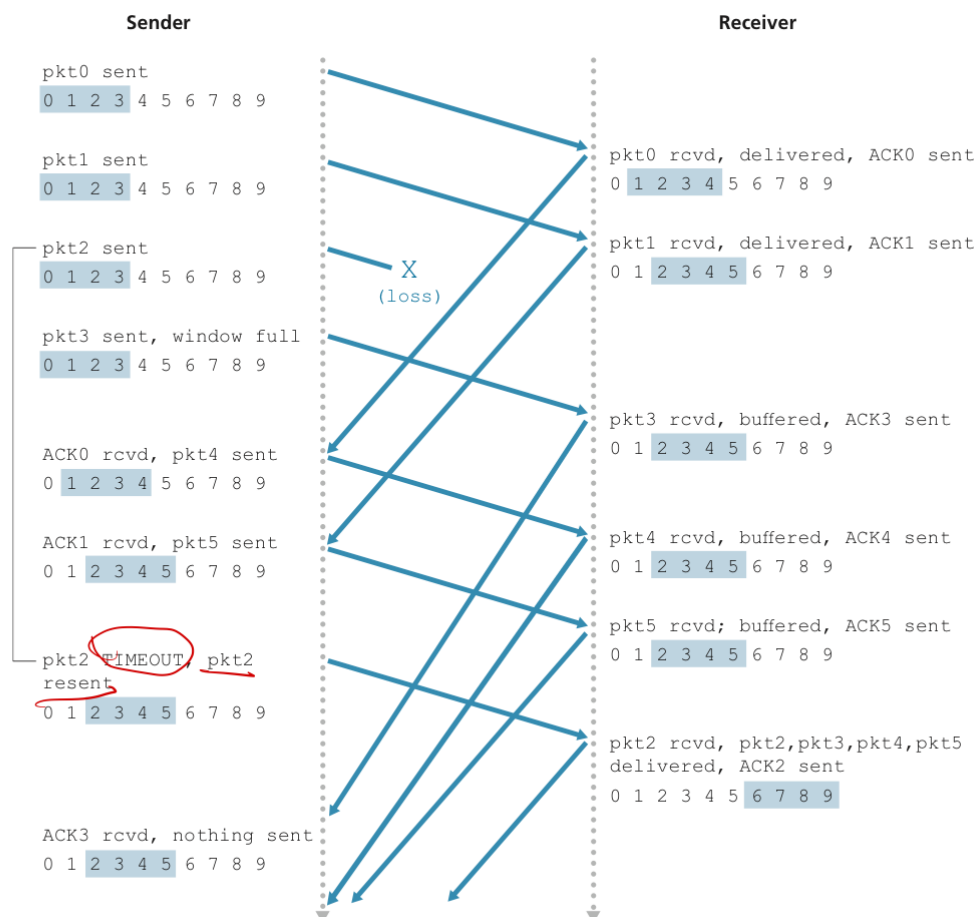 Sender
Receiver
pkt0 sent
0 1 2 3 4 5 6 7 8 9
pkt0 rcvd, delivered, ACK0 sent
0 1 2 3 4 5 6 7 8 9
pkt1 sent
0 1 2 3 4 5 6 7 8 9
pkt1 rcvd, delivered, ACK1 sent
0 1 2 3 4 5 6 7 8 9
pkt2 sent
0 1 2 3 4 5 6 7 8 9
X
(loss)
pkt3 sent, window full
0 1 2 3 4 5 6 7 8 9
pkt3 rcvd, buffered, ACK3 sent
0 1 2 3 4 5 6 7 8 9
ACK0 rcvd, pkt4 sent
0 1 2 3 4 5 6 7 8 9
pkt4 rcvd, buffered, ACK4 sent
0 1 2 3 4 5 6 7 8 9
ACK1 rcvd, pkt5 sent
0 1 2 3 4 5 6 7 8 9
pkt5 rcvd; buffered, ACK5 sent
0 1 2 3 4 5 6 7 8 9
pkt2 TIMEOUT, pkt2
resent
0 1 2 3 4 5 6 7 8 9
pkt2 rcvd, pkt2,pkt3,pkt4,pkt5
delivered, ACK2 sent
0 1 2 3 4 5 6 7 8 9
ACK3 rcvd, nothing sent
0 1 2 3 4 5 6 7 8 9